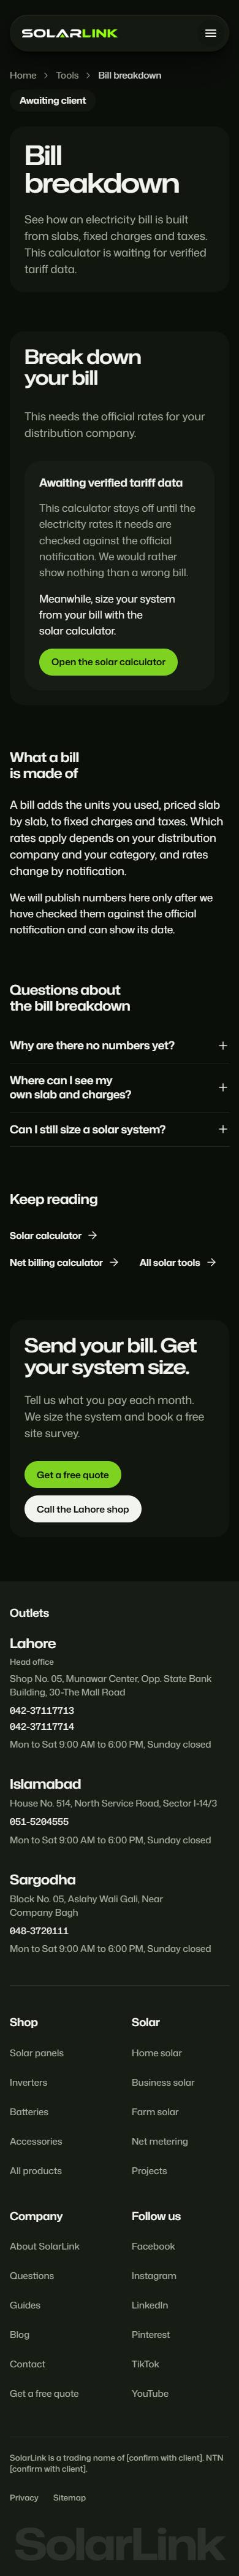 SOLARLINK
Home > Tools > Bill breakdown
Awaiting client
Bill
breakdown
See how an electricity bill is built
from slabs, fixed charges and taxes.
This calculator is waiting for verified
tariff data.
Break down
your bill
This needs the official rates for your
distribution company.
Awaiting verified tariff data
This calculator stays off until the
electricity rates it needs are
checked against the official
notification. We would rather
show nothing than a wrong bill.
Meanwhile, size your system
from your bill with the
solar calculator.
Open the solar calculator
What a bill
is made of
A bill adds the units you used, priced slab
by slab, to fixed charges and taxes. Which
rates apply depends on your distribution
company and your category, and rates
change by notification.
We will publish numbers here only after we
have checked them against the official
notification and can show its date.
Questions about
the bill breakdown
Why are there no numbers yet?
Where can I see my
own slab and charges?
Can I still size a solar system?
Keep reading
Solar calculator
Net billing calculator
All solar tools
Send your bill. Get
your system size.
Tell us what you pay each month.
We size the system and book a free
site survey.
Get a free quote
Call the Lahore shop
Outlets
Lahore
Head office
Shop No. 05, Munawar Center, Opp. State Bank
Building, 30-The Mall Road
042-37117713
042-37117714
Mon to Sat 9:00 AM to 6:00 PM, Sunday closed
Islamabad
House No. 514, North Service Road, Sector I-14/3
051-5204555
Mon to Sat 9:00 AM to 6:00 PM, Sunday closed
Sargodha
Block No. 05, Aslahy Wali Gali, Near
Company Bagh
048-3720111
Mon to Sat 9:00 AM to 6:00 PM, Sunday closed
Shop
Solar panels
Inverters
Batteries
Accessories
All products
Solar
Home solar
Business solar
Farm solar
Net metering
Projects
Company
About SolarLink
Questions
Guides
Blog
Contact
Get a free quote
Follow us
Facebook
Instagram
LinkedIn
Pinterest
TikTok
YouTube
SolarLink is a trading name of [confirm with client]. NTN
[confirm with client].
Privacy
Sitemap
SolarLink